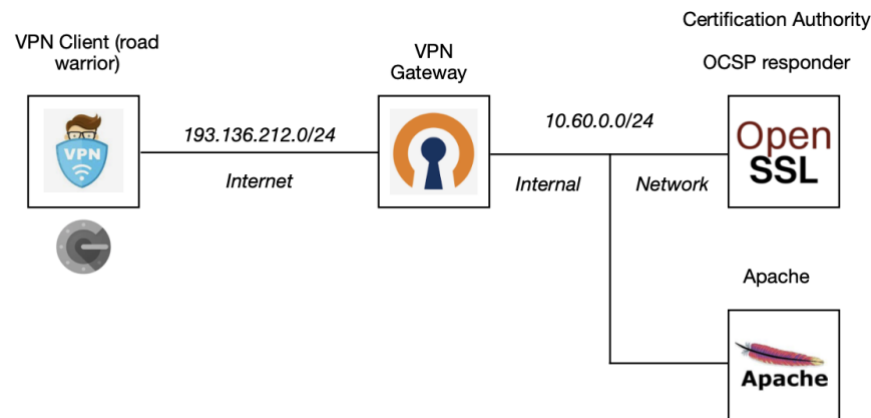 Certification Authority
VPN Client (road
warrior)
VPN
Gateway
OCSP responder
193.136.212.0/24
10.60.0.0/24
VPN
Open
SSL
Internet
Internal
Network
Apache
Apache